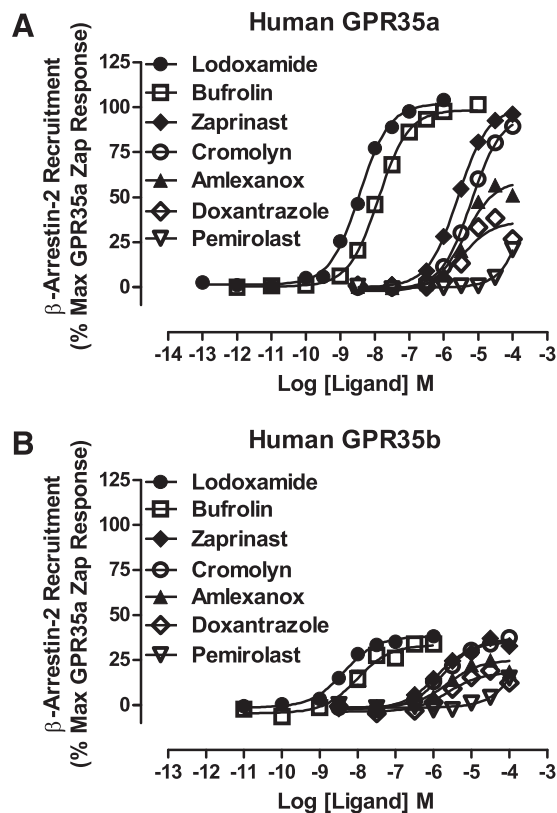 A
Human GPR35a
β-Arrestin-2 Recruitment
(% Max GPR35a Zap Response)
125
100
75
50
25
0
Lodoxamide
Bufrolin
Zaprinast
Cromolyn
Amlexanox
Doxantrazole
Pemirolast
-14 -13 -12 -11 -10 -9 -8 -7 -6 -5 -4 -3
Log [Ligand] M
B
Human GPR35b
β-Arrestin-2 Recruitment
(% Max GPR35a Zap Response)
125
100
75
50
25
0
Lodoxamide
Bufrolin
Zaprinast
Cromolyn
Amlexanox
Doxantrazole
Pemirolast
-13 -12 -11 -10 -9 -8 -7 -6 -5 -4 -3
Log [Ligand] M